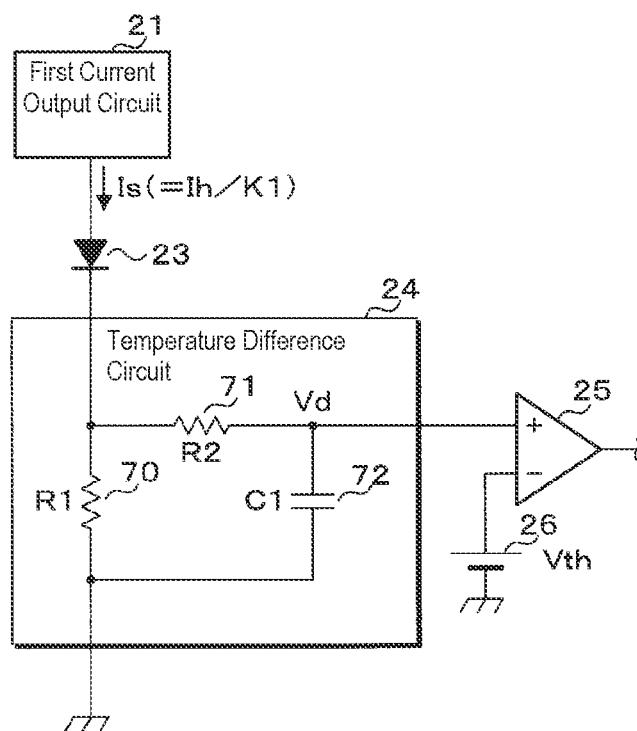 21
First Current
Output Circuit
Is(=Ih/K1)
23
24
Temperature Difference
Circuit
71
Vd
25
+
R2
−
70
72
R1
C1
26
Vth